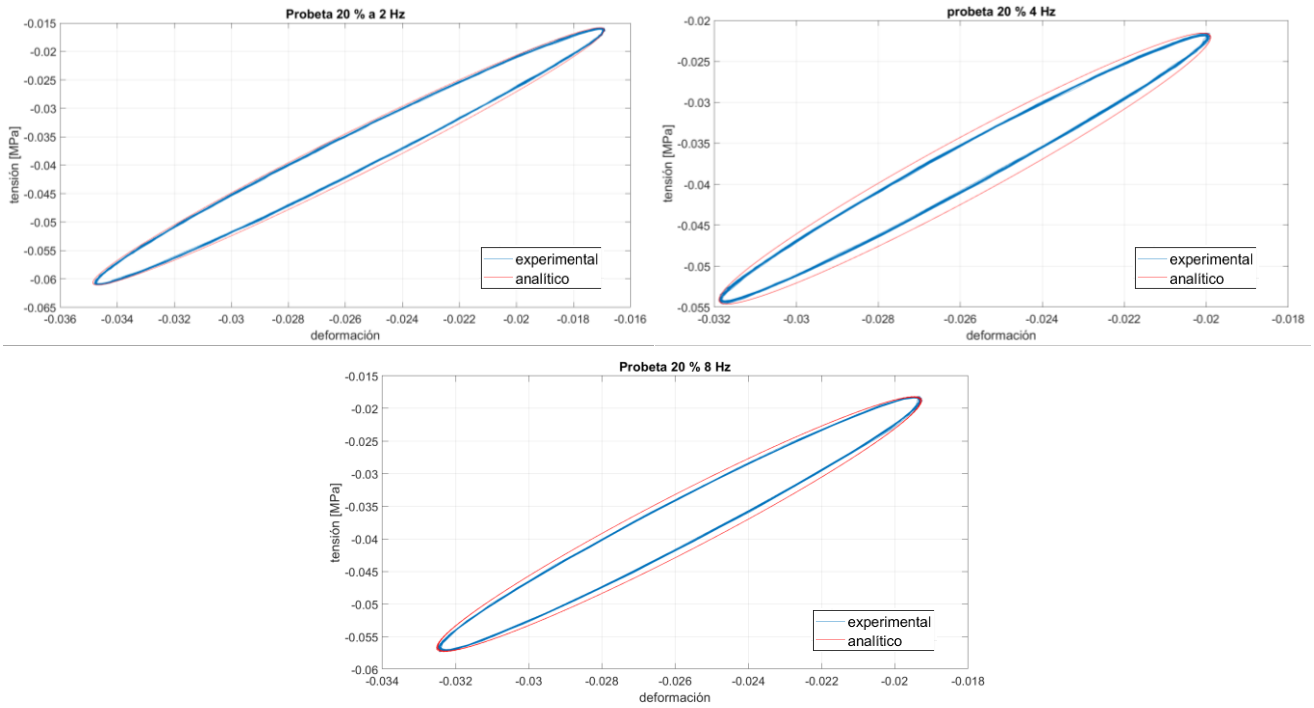 Probeta 20 % a 2 Hz
-0.015
-0.02
-0.025
-0.03
-0.035
-0.04
-0.045
-0.05
-0.055
-0.06
-0.065
tensión [MPa]
-0.036 -0.034 -0.032 -0.03 -0.028 -0.026 -0.024 -0.022 -0.02 -0.018 -0.016
deformación
experimental
analítico
probeta 20 % 4 Hz
-0.02
-0.025
-0.03
-0.035
-0.04
-0.045
-0.05
-0.055
tensión [MPa]
-0.032 -0.03 -0.028 -0.026 -0.024 -0.022 -0.02 -0.018
deformación
experimental
analítico
Probeta 20 % 8 Hz
-0.015
-0.02
-0.025
-0.03
-0.035
-0.04
-0.045
-0.05
-0.055
-0.06
tensión [MPa]
-0.034 -0.032 -0.03 -0.028 -0.026 -0.024 -0.022 -0.02 -0.018
deformación
experimental
analítico